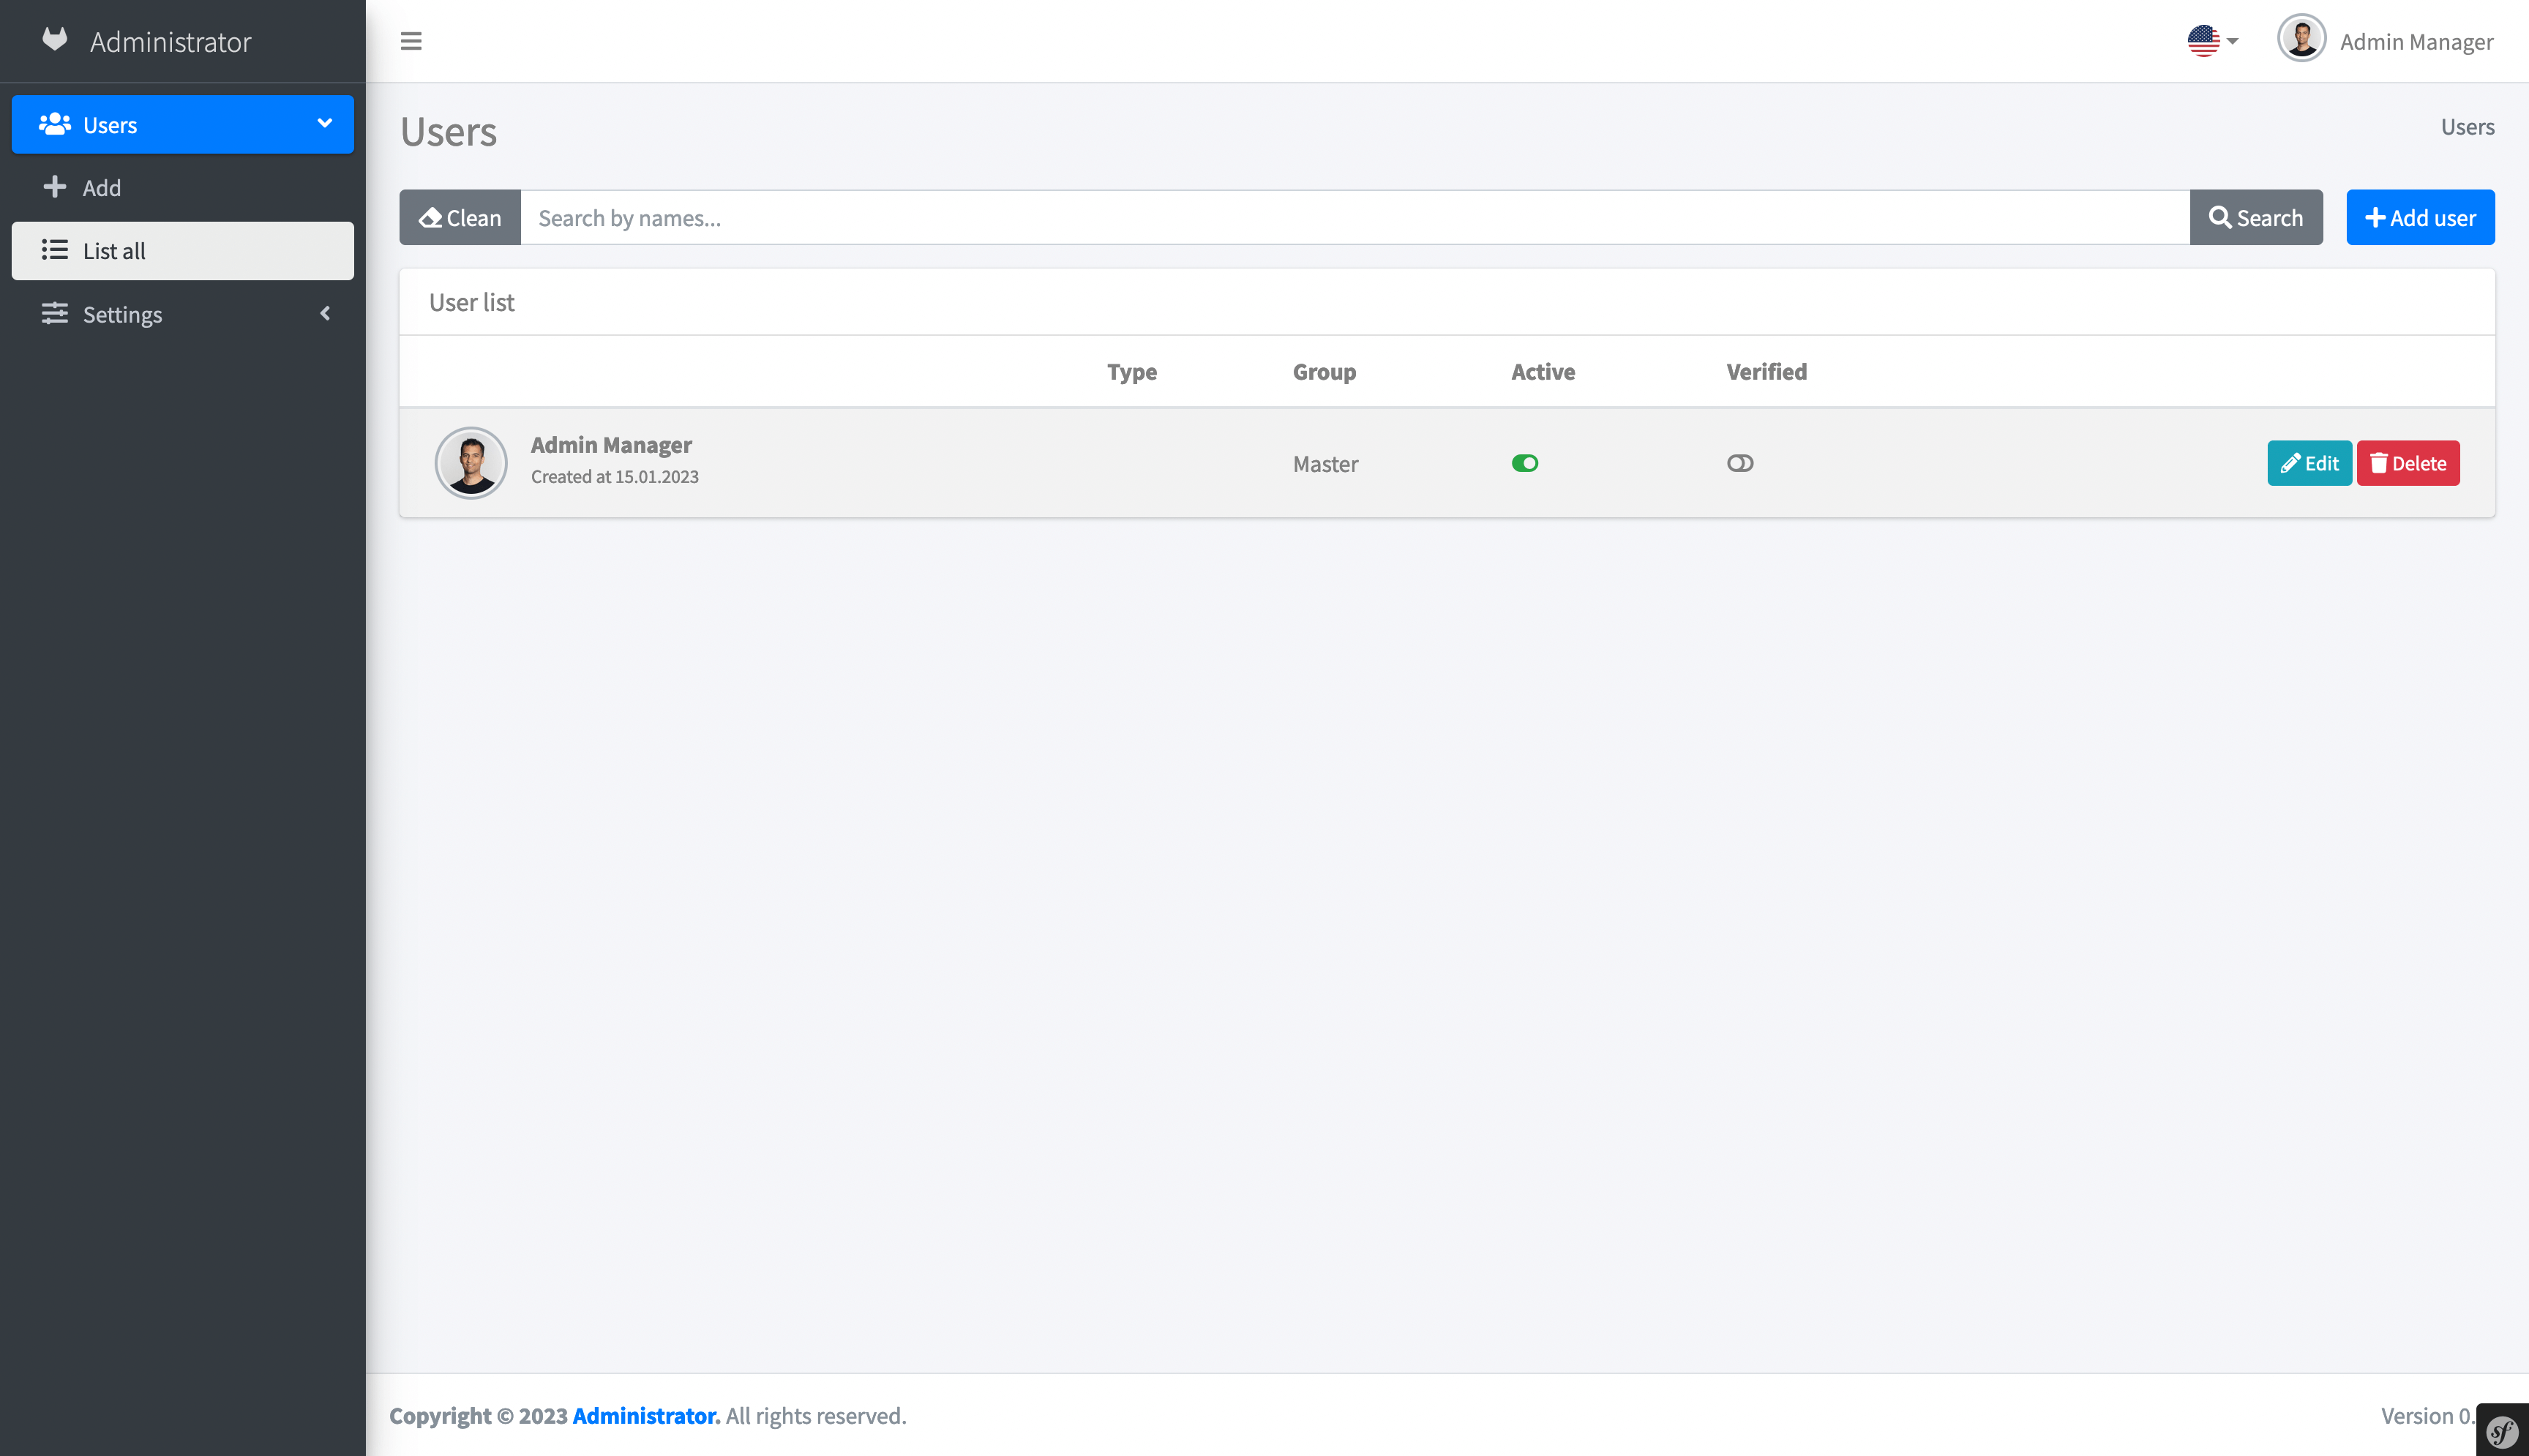 Administrator
Admin Manager
Users
Add
List all
Settings
Users
Users
Clean
Search by names...
Search
Add user
User list
Type
Group
Active
Verified
Admin Manager
Created at 15.01.2023
Master
Edit
Delete
Copyright © 2023 Administrator. All rights reserved.
Version 0.
sf